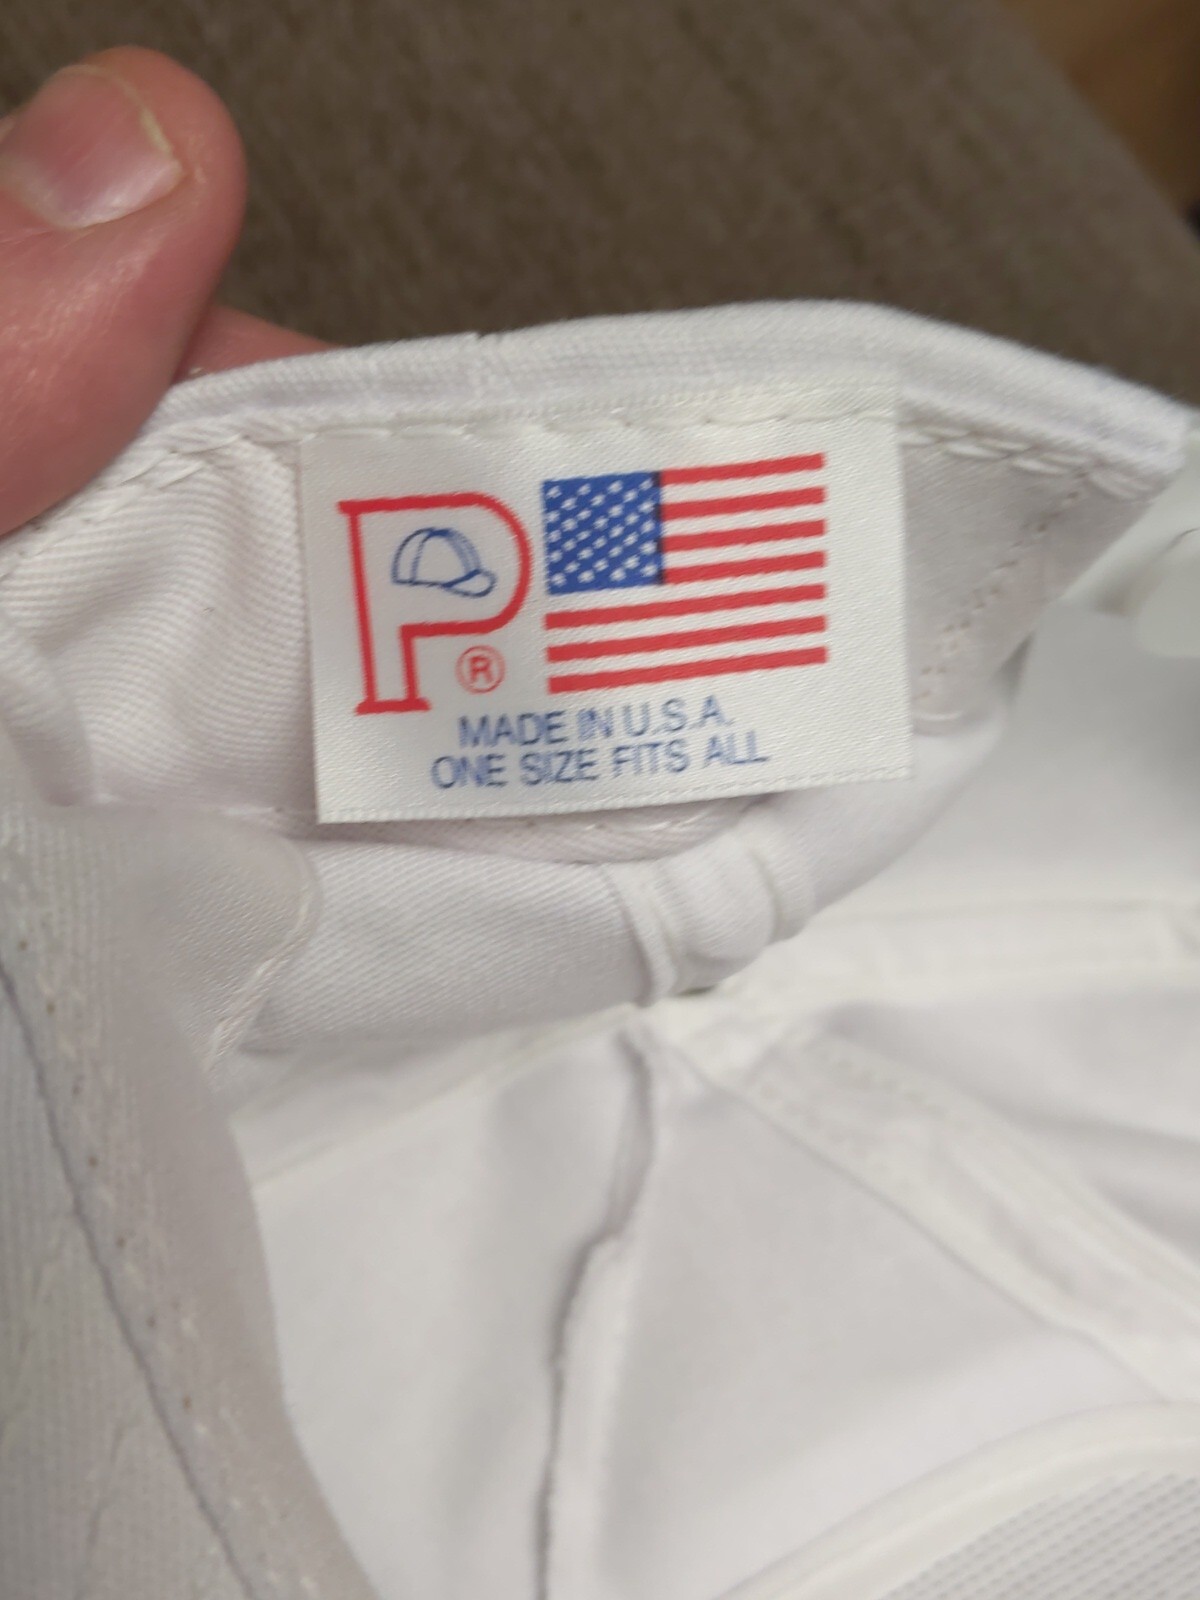 P
®
MADE IN U.S.A.
ONE SIZE FITS ALL